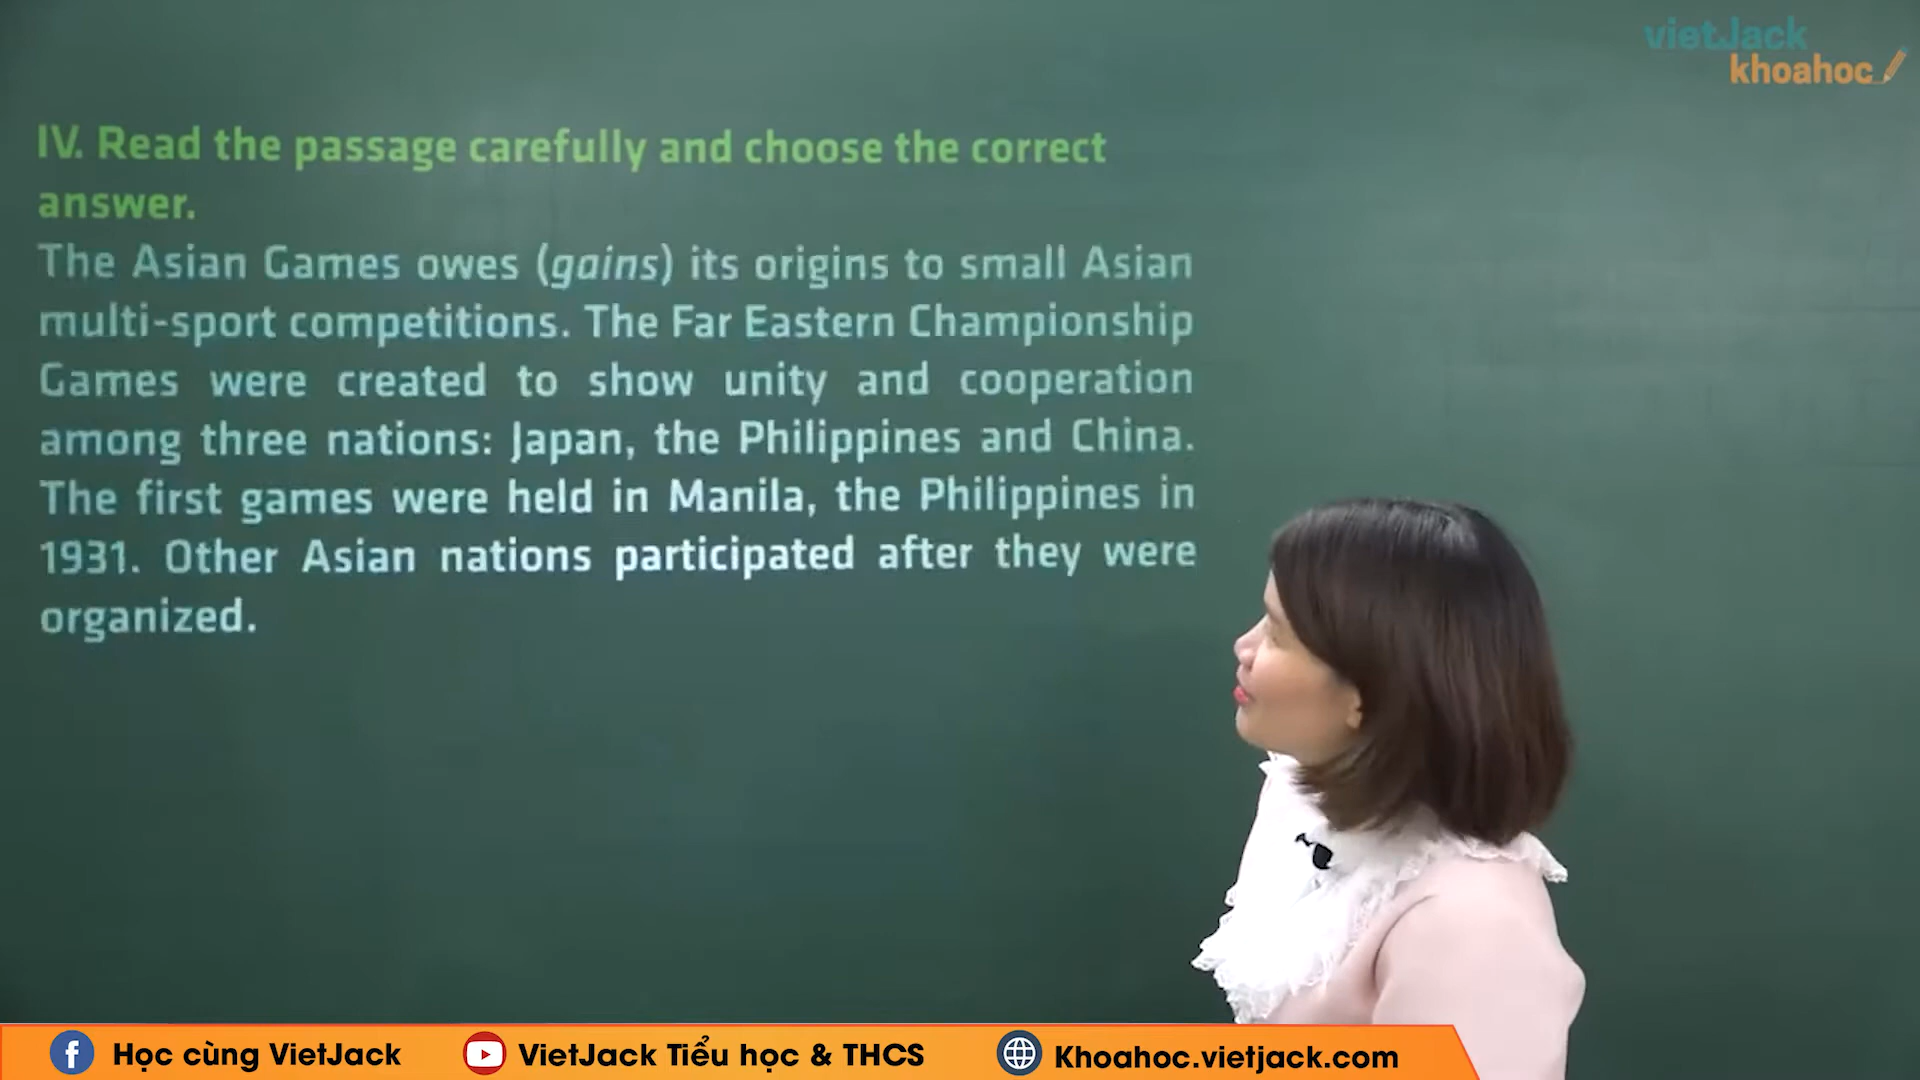 vietJack
khoahoc
IV. Read the passage carefully and choose the correct
answer.
The Asian Games owes (gains) its origins to small Asian
multi-sport competitions. The Far Eastern Championship
Games were created to show unity and cooperation
among three nations: Japan, the Philippines and China.
The first games were held in Manila, the Philippines in
1931. Other Asian nations participated after they were
organized.
Học cùng VietJack
VietJack Tiểu học & THCS
Khoahoc.vietjack.com